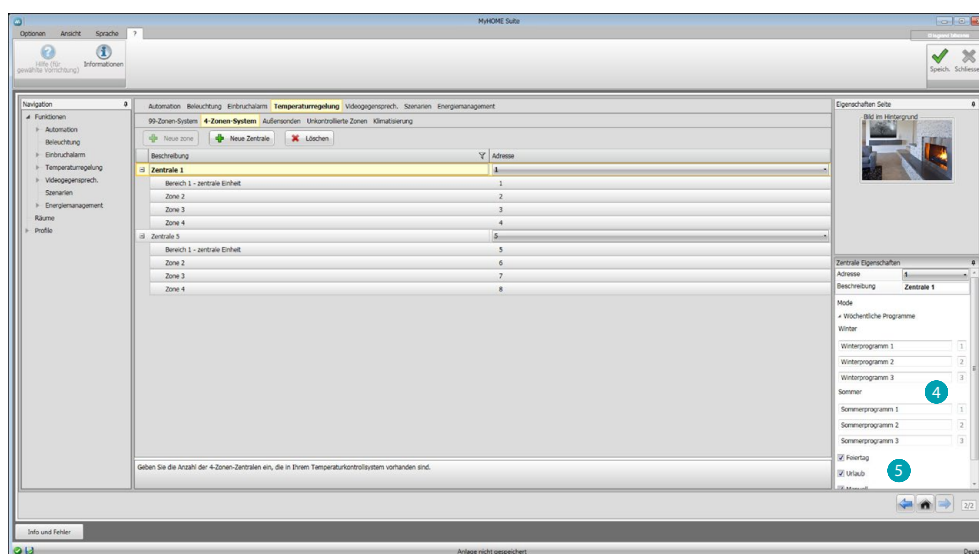 MyHOME Suite
Optionen Ansicht Sprache ?
Hilfe (für gewählte Vorrichtung)
Informationen
Speich. Schliesse
Navigation
Funktionen
Automation
Beleuchtung
Einbruchalarm
Temperaturregelung
Videogegensprech.
Szenarien
Energiemanagement
Räume
Profile
Automation Beleuchtung Einbruchalarm Temperaturregelung Videogegensprech. Szenarien Energiemanagement
99-Zonen-System 4-Zonen-System Außensonden Unkontrollierte Zonen Klimatisierung
Neue zone Neue Zentrale Löschen
Beschreibung Adresse
Zentrale 1 1
Bereich 1 - zentrale Einheit 1
Zone 2 2
Zone 3 3
Zone 4 4
Zentrale 5 5
Bereich 1 - zentrale Einheit 5
Zone 2 6
Zone 3 7
Zone 4 8
Geben Sie die Anzahl der 4-Zonen-Zentralen ein, die in Ihrem Temperaturkontrollsystem vorhanden sind.
Eigenschaften Seite
Bild im Hintergrund
Zentrale Eigenschaften
Adresse 1
Beschreibung Zentrale 1
Mode
Wöchentliche Programme
Winter
Winterprogramm 1 1
Winterprogramm 2 2
Winterprogramm 3 3
Sommer
4
Sommerprogramm 1 1
Sommerprogramm 2 2
Sommerprogramm 3 3
Feiertag
Urlaub
5
Manuell
2/2
Info und Fehler
Anlage nicht gespeichert